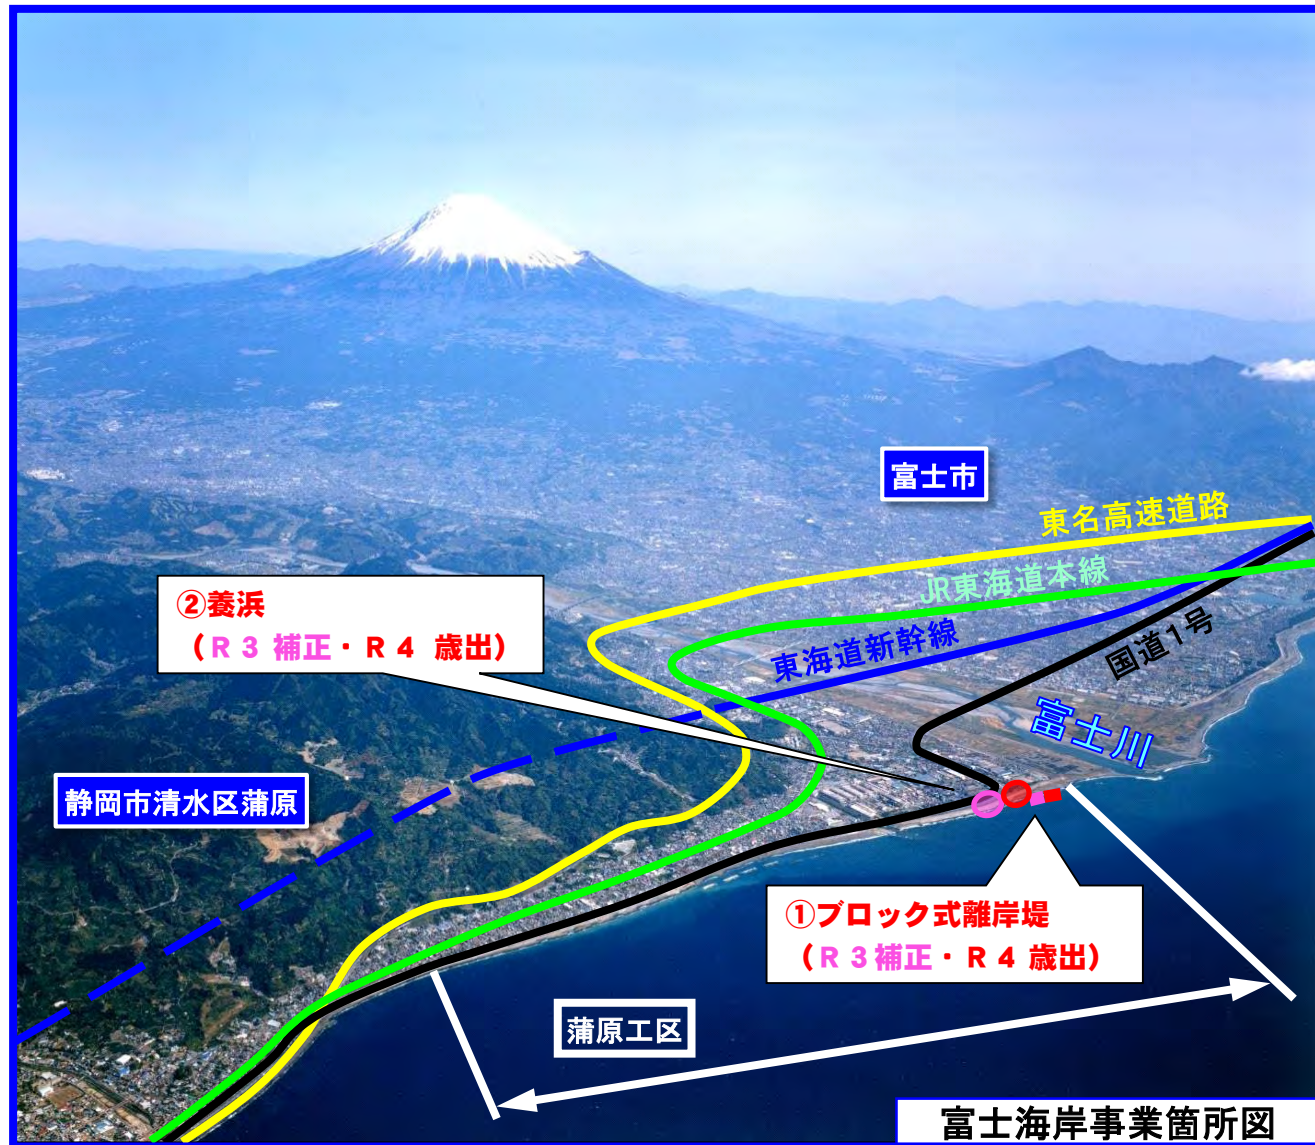 富士市
東名高速道路
JR東海道本線
②養浜
（Ｒ３ 補正・Ｒ４ 歳出）
東海道新幹線
国道1号
富士川
静岡市清水区蒲原
①ブロック式離岸堤
（Ｒ３補正・Ｒ４ 歳出）
蒲原工区
富士海岸事業箇所図